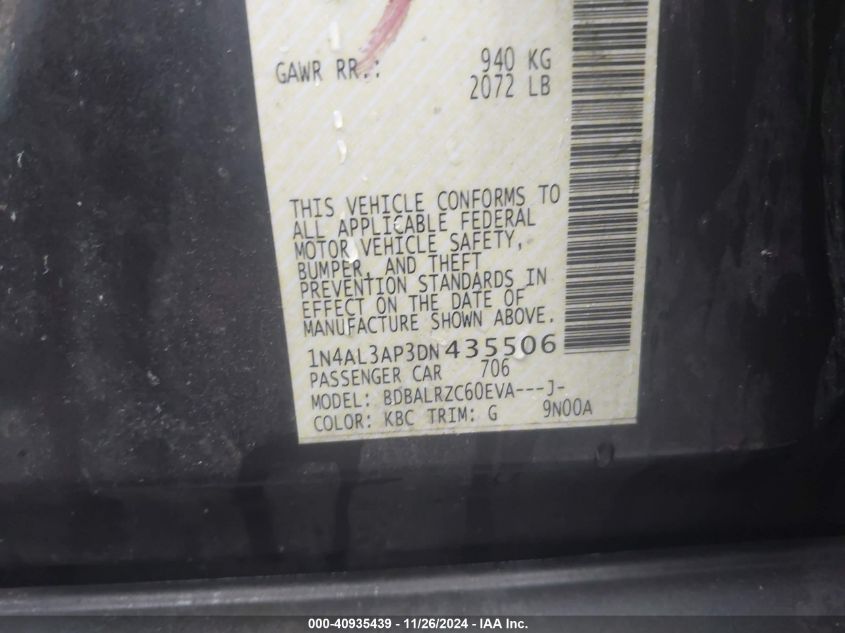 GAWR RR.: 940 KG
2072 LB
THIS VEHICLE CONFORMS TO
ALL APPLICABLE FEDERAL
MOTOR VEHICLE SAFETY,
BUMPER, AND THEFT
PREVENTION STANDARDS IN
EFFECT ON THE DATE OF
MANUFACTURE SHOWN ABOVE.
1N4AL3AP3DN435506
PASSENGER CAR 706
MODEL: BDBALRZC60EVA---J-
COLOR: KBC TRIM: G 9N00A
000-40935439 - 11/26/2024 - IAA Inc.